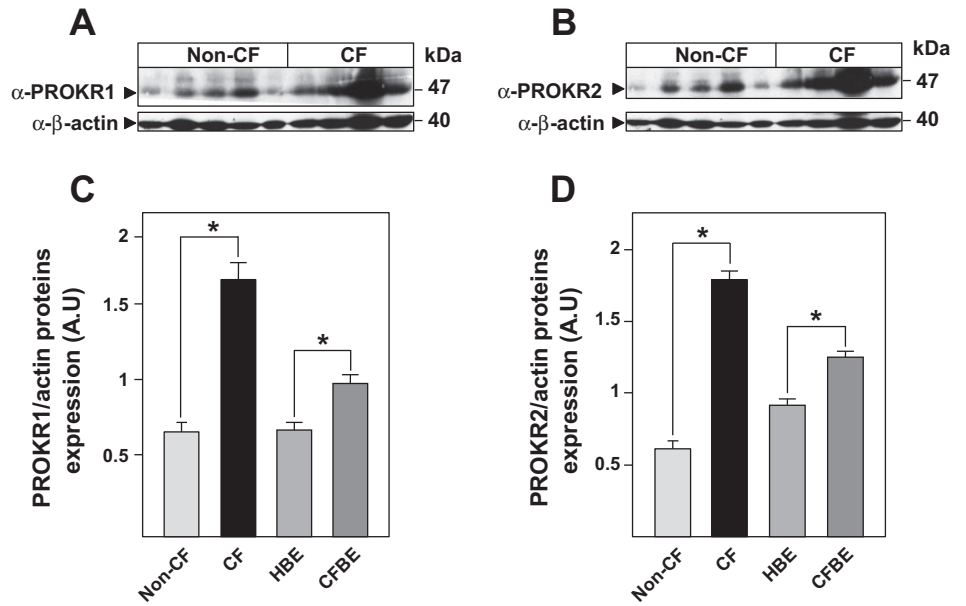 A
Non-CF CF kDa
α-PROKR1 47
α-β-actin 40
B
Non-CF CF kDa
α-PROKR2 47
α-β-actin 40
C
PROKR1/actin proteins
expression (A.U)
2
1.5
1
0.5
*
*
Non-CF CF HBE CFBE
D
PROKR2/actin proteins
expression (A.U)
2
1.5
1
0.5
*
*
Non-CF CF HBE CFBE